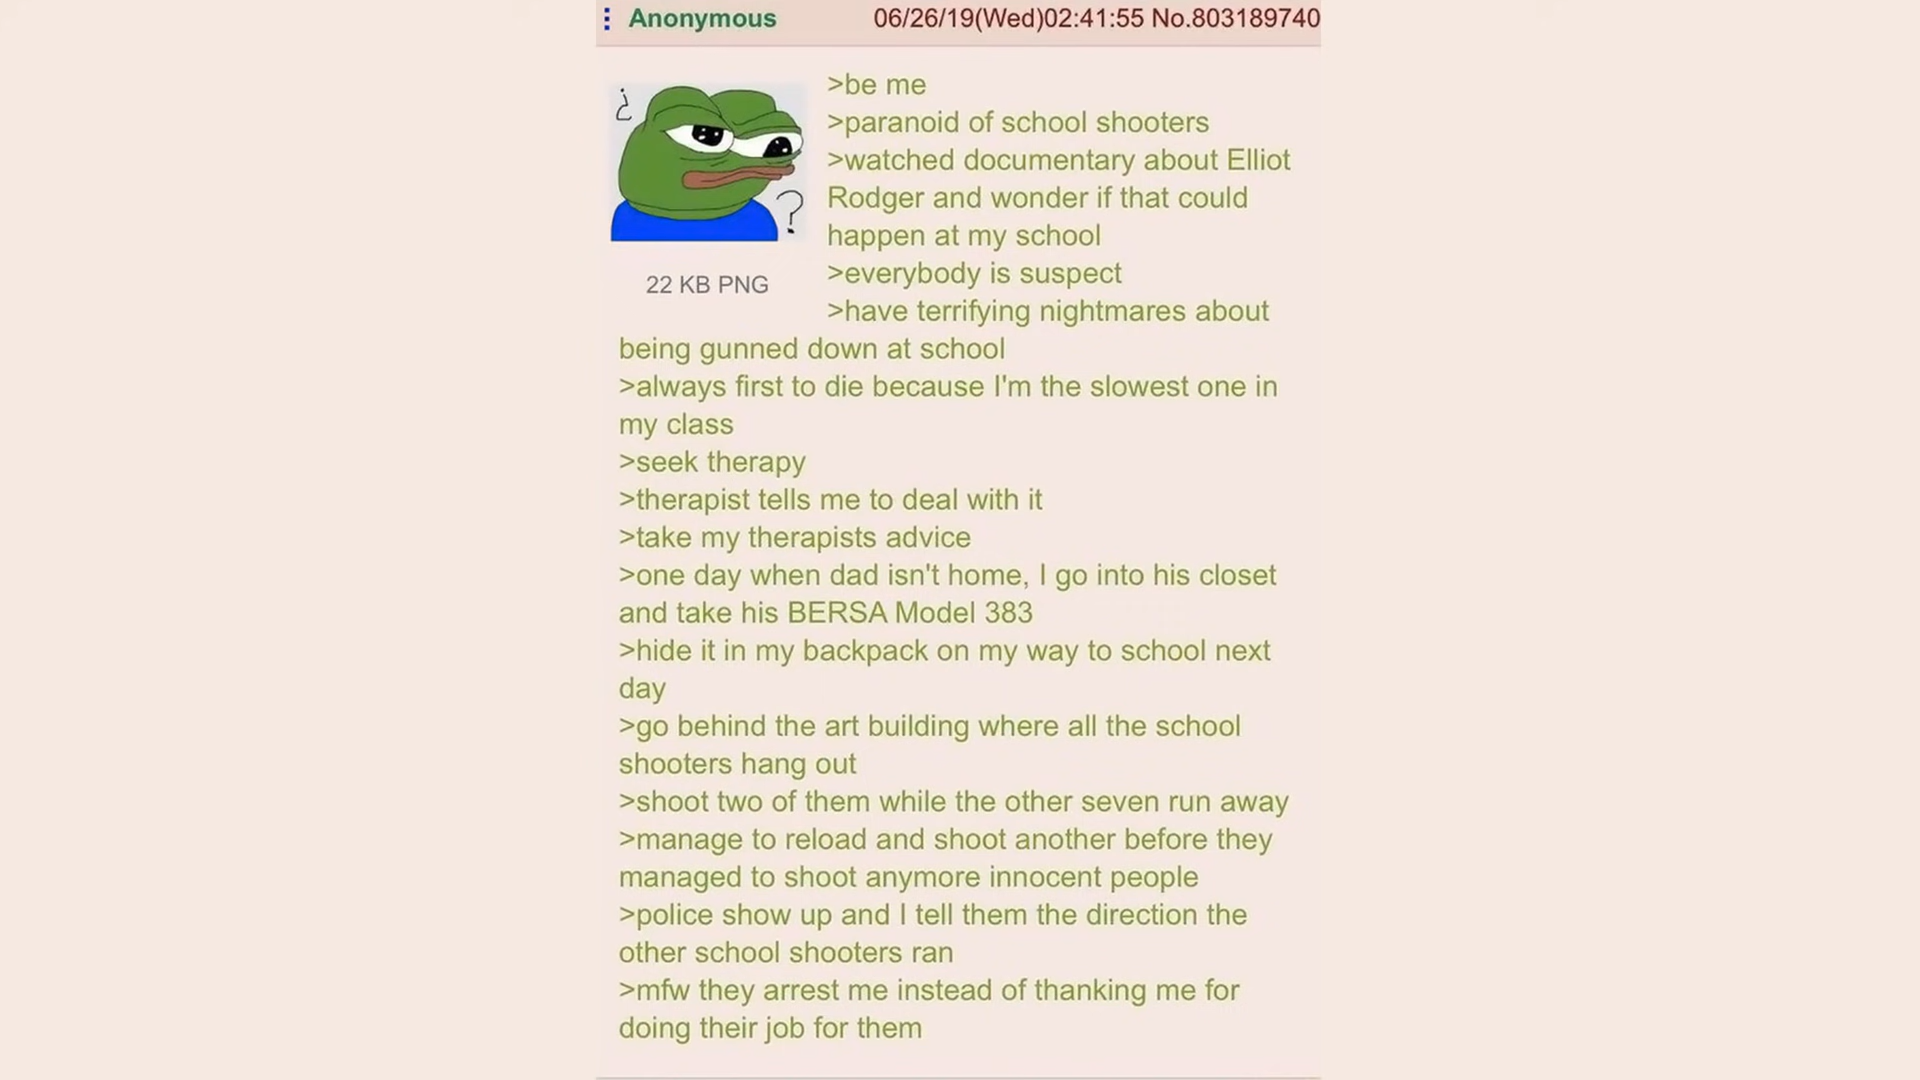 Anonymous 06/26/19(Wed)02:41:55 No.803189740
¿
?
22 KB PNG
>be me
>paranoid of school shooters
>watched documentary about Elliot
Rodger and wonder if that could
happen at my school
>everybody is suspect
>have terrifying nightmares about
being gunned down at school
>always first to die because I'm the slowest one in
my class
>seek therapy
>therapist tells me to deal with it
>take my therapists advice
>one day when dad isn't home, I go into his closet
and take his BERSA Model 383
>hide it in my backpack on my way to school next
day
>go behind the art building where all the school
shooters hang out
>shoot two of them while the other seven run away
>manage to reload and shoot another before they
managed to shoot anymore innocent people
>police show up and I tell them the direction the
other school shooters ran
>mfw they arrest me instead of thanking me for
doing their job for them